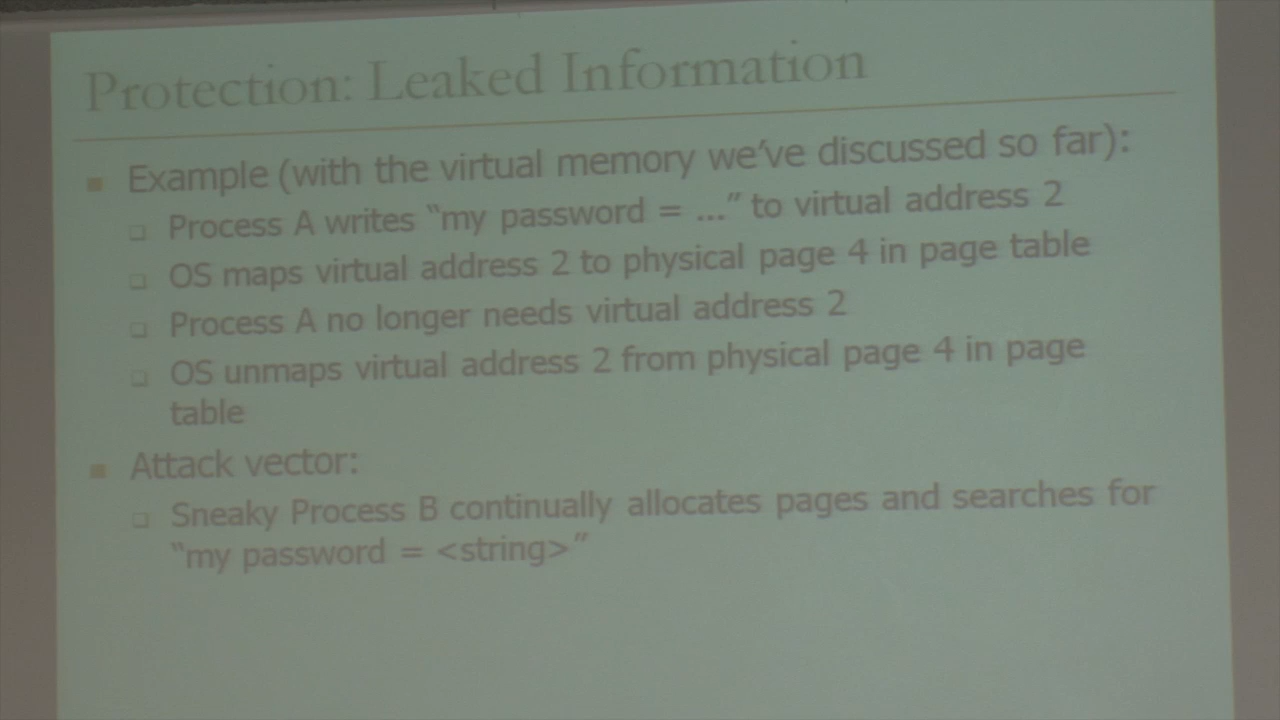 Protection: Leaked Information
Example (with the virtual memory we've discussed so far):
Process A writes “my password = ...” to virtual address 2
OS maps virtual address 2 to physical page 4 in page table
Process A no longer needs virtual address 2
OS unmaps virtual address 2 from physical page 4 in page
table
Attack vector:
Sneaky Process B continually allocates pages and searches for
“my password = <string>”